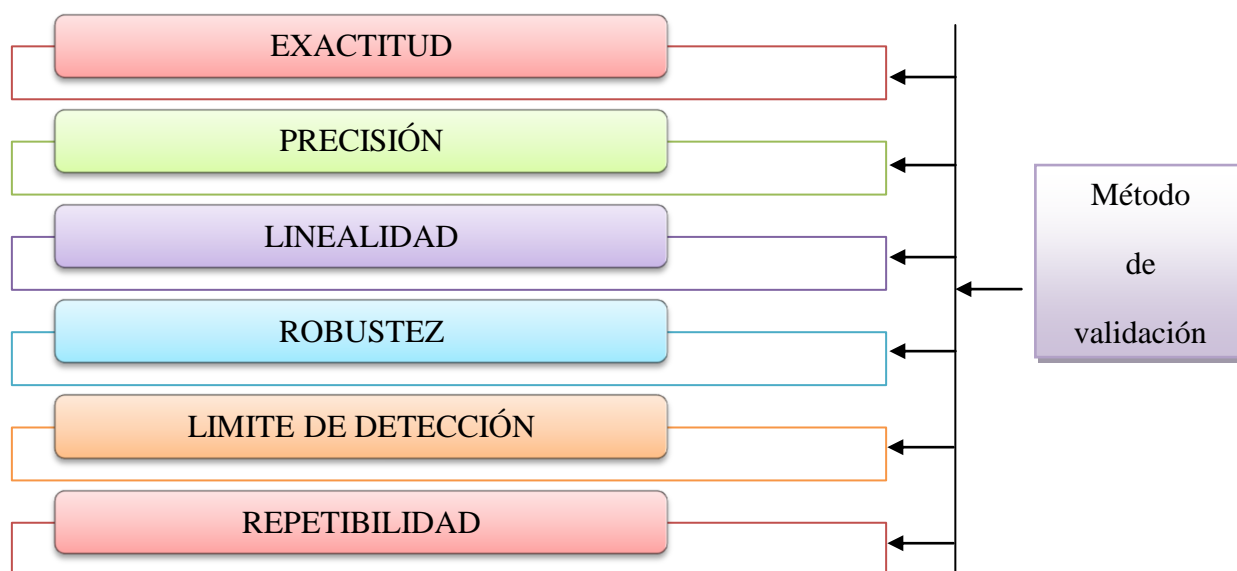 EXACTITUD
PRECISIÓN
LINEALIDAD
ROBUSTEZ
LIMITE DE DETECCIÓN
REPETIBILIDAD
Método
de
validación